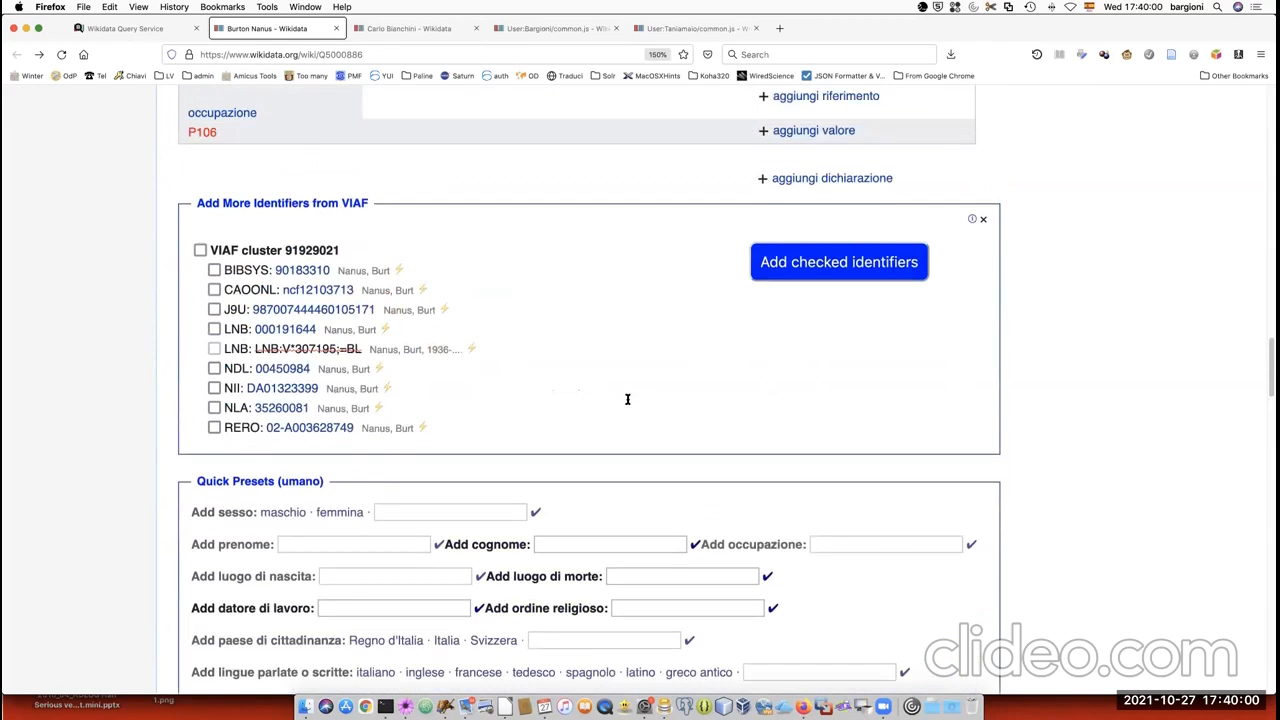 Firefox File Edit View History Bookmarks Tools Window Help Wed 17:40:00 bargioni
Wikidata Query Service
Burton Nanus - Wikidata
Carlo Bianchini - Wikidata
User:Bargioni/common.js - Wik
User:Taniamaio/common.js - W
https://www.wikidata.org/wiki/Q5000886 150% Search
Winter OdP Tel Chiavi LV admin Amicus Tools Too many PMF YUI Paline Saturn auth OD Traduci Solr MacOSXHints Koha320 WiredScience JSON Formatter & V... From Google Chrome Other Bookmarks
+ aggiungi riferimento
occupazione
P106
+ aggiungi valore
+ aggiungi dichiarazione
Add More Identifiers from VIAF
VIAF cluster 91929021
Add checked identifiers
BIBSYS: 90183310 Nanus, Burt
CAOONL: ncf12103713 Nanus, Burt
J9U: 987007444460105171 Nanus, Burt
LNB: 000191644 Nanus, Burt
LNB: LNB:V*307195;=BL Nanus, Burt, 1936-....
NDL: 00450984 Nanus, Burt
NII: DA01323399 Nanus, Burt
NLA: 35260081 Nanus, Burt
RERO: 02-A003628749 Nanus, Burt
Quick Presets (umano)
Add sesso: maschio · femmina ·
Add prenome: Add cognome: Add occupazione:
Add luogo di nascita: Add luogo di morte:
Add datore di lavoro: Add ordine religioso:
Add paese di cittadinanza: Regno d'Italia · Italia · Svizzera ·
Add lingue parlate o scritte: italiano · inglese · francese · tedesco · spagnolo · latino · greco antico ·
clideo.com
Serious ve...t.mini.pptx
1.png
2021-10-27 17:40:00